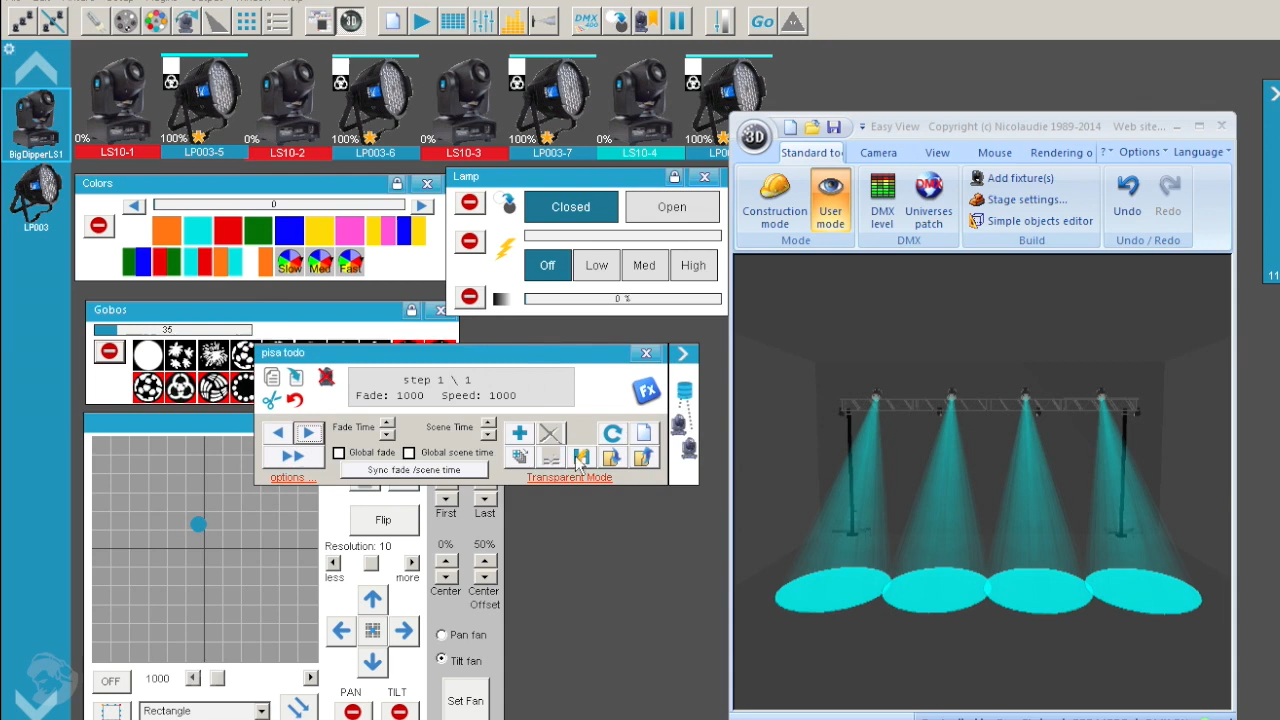 DMX
Go
BigDipperLS1
LP003
0%
LS10-1
100%
LP003-5
0%
LS10-2
100%
LP003-6
0%
LS10-3
100%
LP003-7
0%
LS10-4
100%
Colors
0
Slow
Med
Fast
Lamp
Closed
Open
Off
Low
Med
High
0 %
Gobos
35
pisa todo
step 1 \ 1
Fade: 1000 Speed: 1000
Fx
Fade Time
Scene Time
Global fade
Global scene time
Sync fade /scene time
options ...
Transparent Mode
Flip
First
Last
Resolution: 10
less
more
0%
50%
Center
Center
Offset
Pan fan
Tilt fan
Set Fan
OFF
1000
PAN
TILT
Rectangle
3D
Easy View Copyright (c) Nicolaudie 1989-2014 Web site...
Standard to
Camera
View
Mouse
Rendering o
? Options
Language
Construction
mode
User
mode
Mode
DMX
level
DMX
Universes
patch
DMX
Add fixture(s)
Stage settings...
Simple objects editor
Build
Undo
Redo
Undo / Redo
11